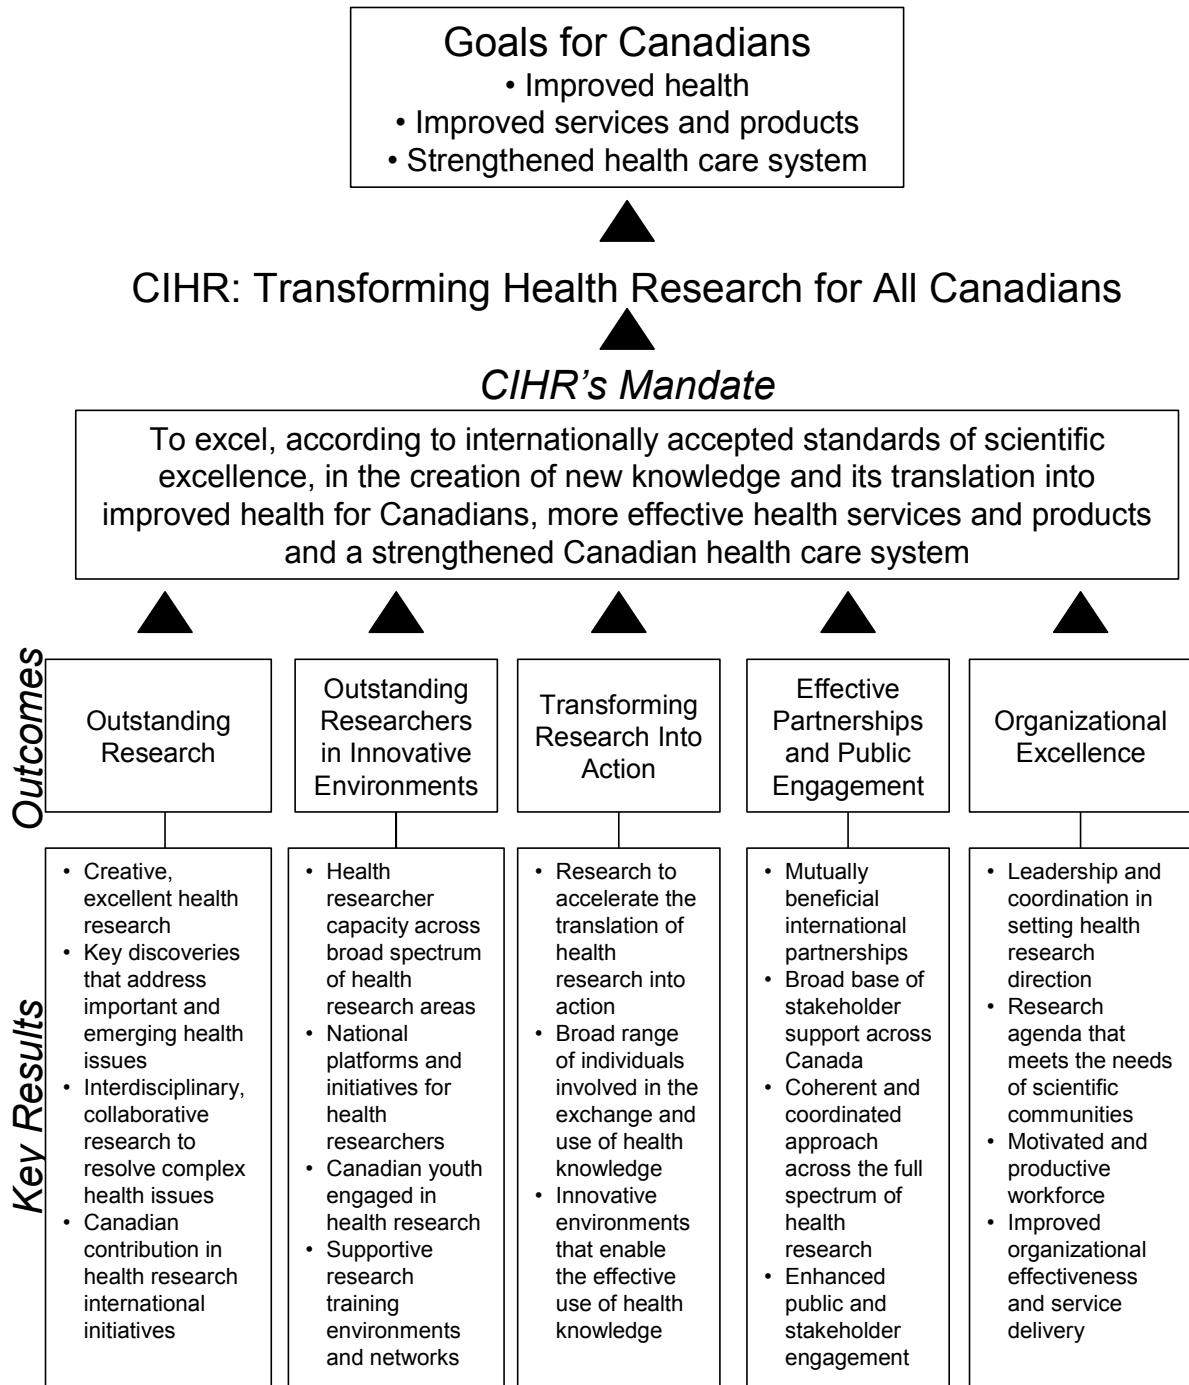 Goals for Canadians
• Improved health
• Improved services and products
• Strengthened health care system
CIHR: Transforming Health Research for All Canadians
CIHR's Mandate
To excel, according to internationally accepted standards of scientific
excellence, in the creation of new knowledge and its translation into
improved health for Canadians, more effective health services and products
and a strengthened Canadian health care system
Outcomes
Outstanding
Research
Outstanding
Researchers
in Innovative
Environments
Transforming
Research Into
Action
Effective
Partnerships
and Public
Engagement
Organizational
Excellence
Key Results
• Creative,
excellent health
research
• Key discoveries
that address
important and
emerging health
issues
• Interdisciplinary,
collaborative
research to
resolve complex
health issues
• Canadian
contribution in
health research
international
initiatives
• Health
researcher
capacity across
broad spectrum
of health
research areas
• National
platforms and
initiatives for
health
researchers
• Canadian youth
engaged in
health research
• Supportive
research
training
environments
and networks
• Research to
accelerate the
translation of
health
research into
action
• Broad range
of individuals
involved in the
exchange and
use of health
knowledge
• Innovative
environments
that enable
the effective
use of health
knowledge
• Mutually
beneficial
international
partnerships
• Broad base of
stakeholder
support across
Canada
• Coherent and
coordinated
approach
across the full
spectrum of
health
research
• Enhanced
public and
stakeholder
engagement
• Leadership and
coordination in
setting health
research
direction
• Research
agenda that
meets the needs
of scientific
communities
• Motivated and
productive
workforce
• Improved
organizational
effectiveness
and service
delivery